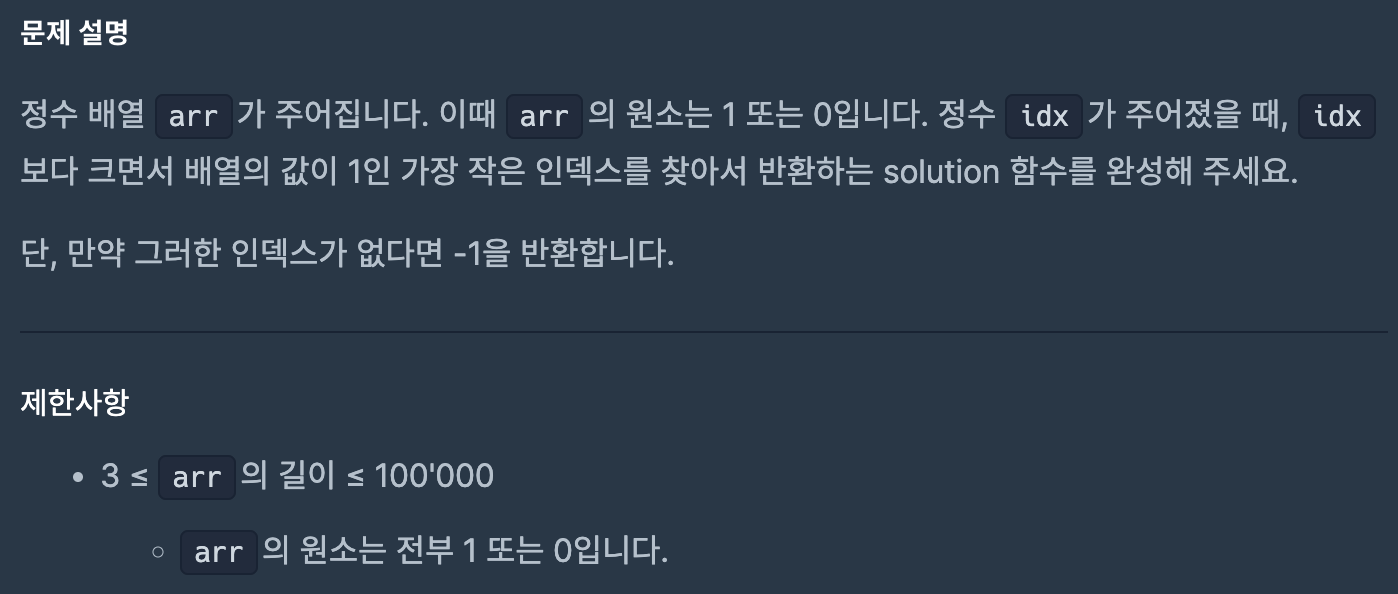 문제 설명
정수 배열 arr 가 주어집니다. 이때 arr 의 원소는 1 또는 0입니다. 정수 idx 가 주어졌을 때, idx
보다 크면서 배열의 값이 1인 가장 작은 인덱스를 찾아서 반환하는 solution 함수를 완성해 주세요.
단, 만약 그러한 인덱스가 없다면 -1을 반환합니다.
제한사항
• 3 ≤ arr 의 길이 ≤ 100'000
◦ arr 의 원소는 전부 1 또는 0입니다.